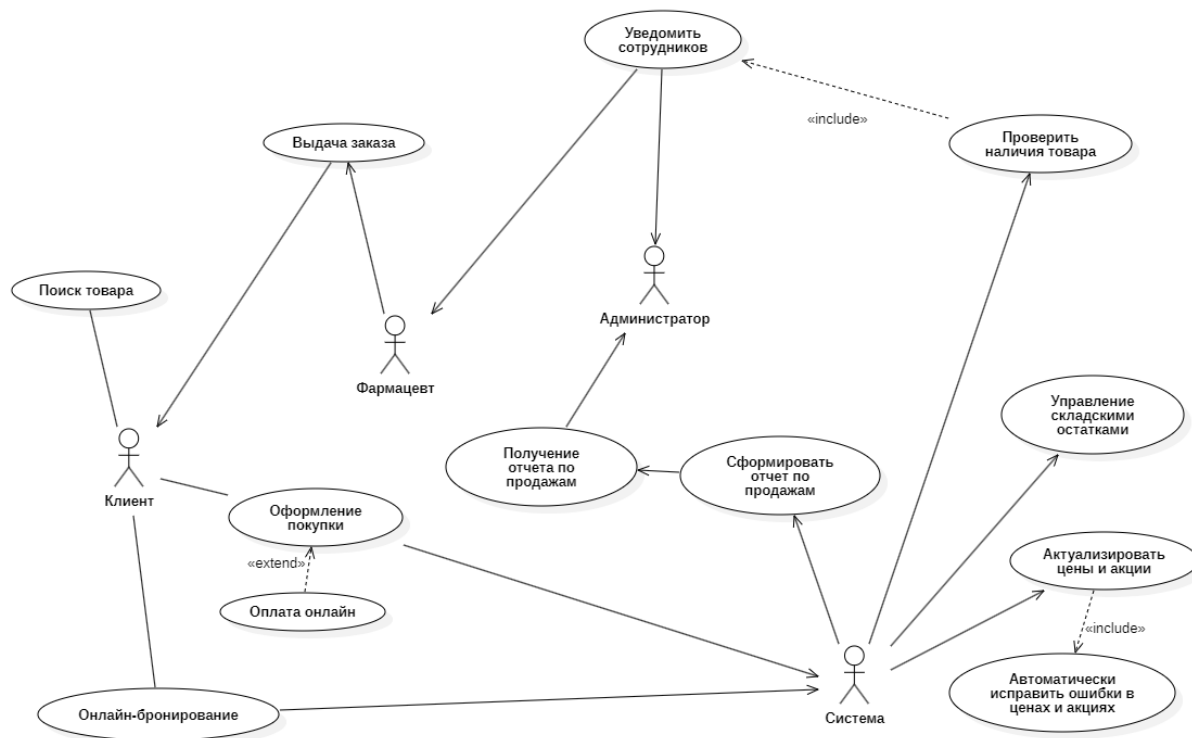 Уведомить
сотрудников
«include»
Выдача заказа
Проверить
наличия товара
Поиск товара
Администратор
Фармацевт
Управление
складскими
остатками
Получение
отчета по
продажам
Сформировать
отчет по
продажам
Клиент
Оформление
покупки
«extend»
Актуализировать
цены и акции
Оплата онлайн
«include»
Автоматически
исправить ошибки в
ценах и акциях
Онлайн-бронирование
Система